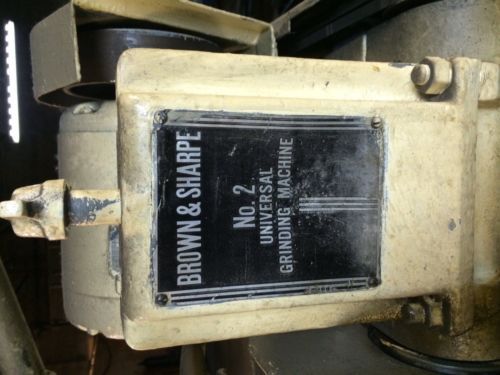 BROWN & SHARPE
No. 2
UNIVERSAL
GRINDING MACHINE